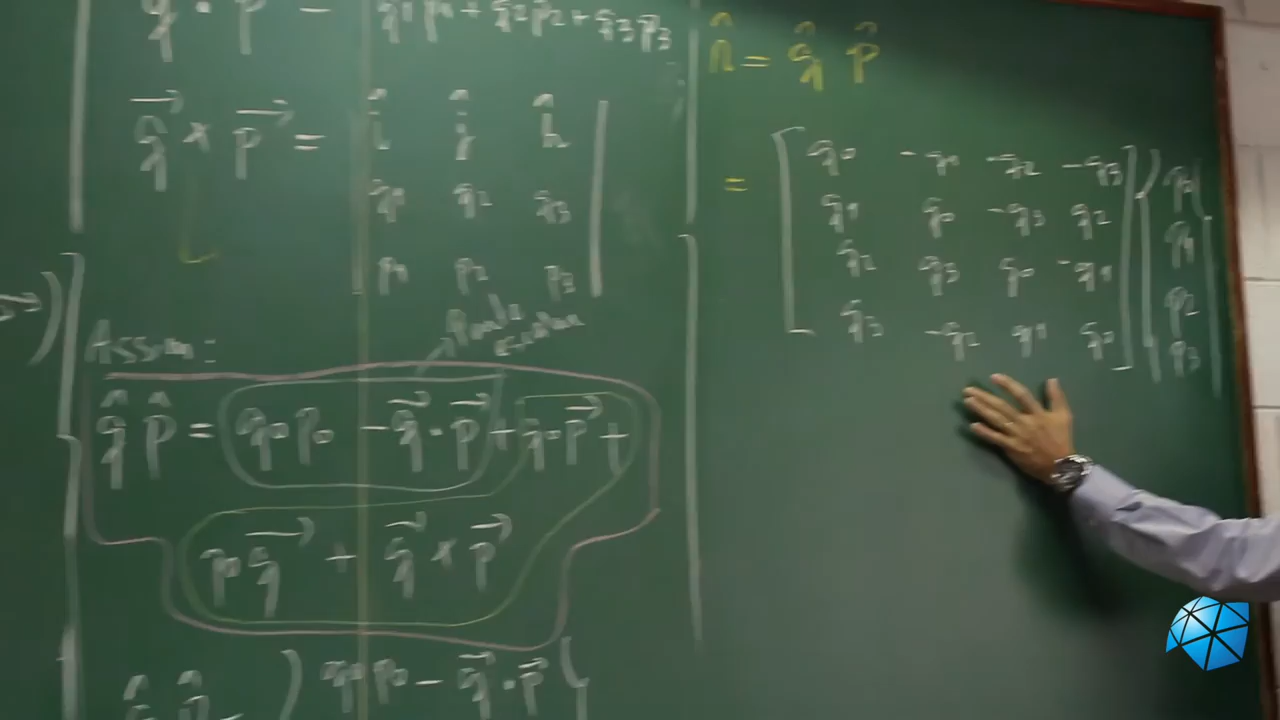 q⃗ · p⃗ = q1p1 + q2p2 + q3p3
q⃗ x p⃗ = | î ĵ k̂ |
q1 q2 q3
p1 p2 p3
q̂ p̂ = q0p0 - q⃗ · p⃗ + q0p⃗ +
p0q⃗ + q⃗ x p⃗
q0p0 - q⃗ · p⃗
n̂ = q̂ p̂
= [ q0 -q1 -q2 -q3 ] [ p0 ]
q1 q0 -q3 q2 p1
q2 q3 q0 -q1 p2
q3 -q2 q1 q0 p3